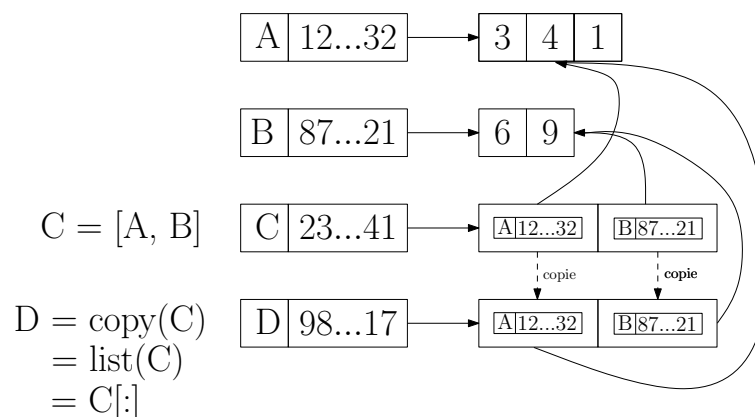 A 12...32 3 4 1
B 87...21 6 9
C = [A, B] C 23...41 A 12...32 B 87...21
copie copie
D = copy(C) D 98...17 A 12...32 B 87...21
= list(C)
= C[:]